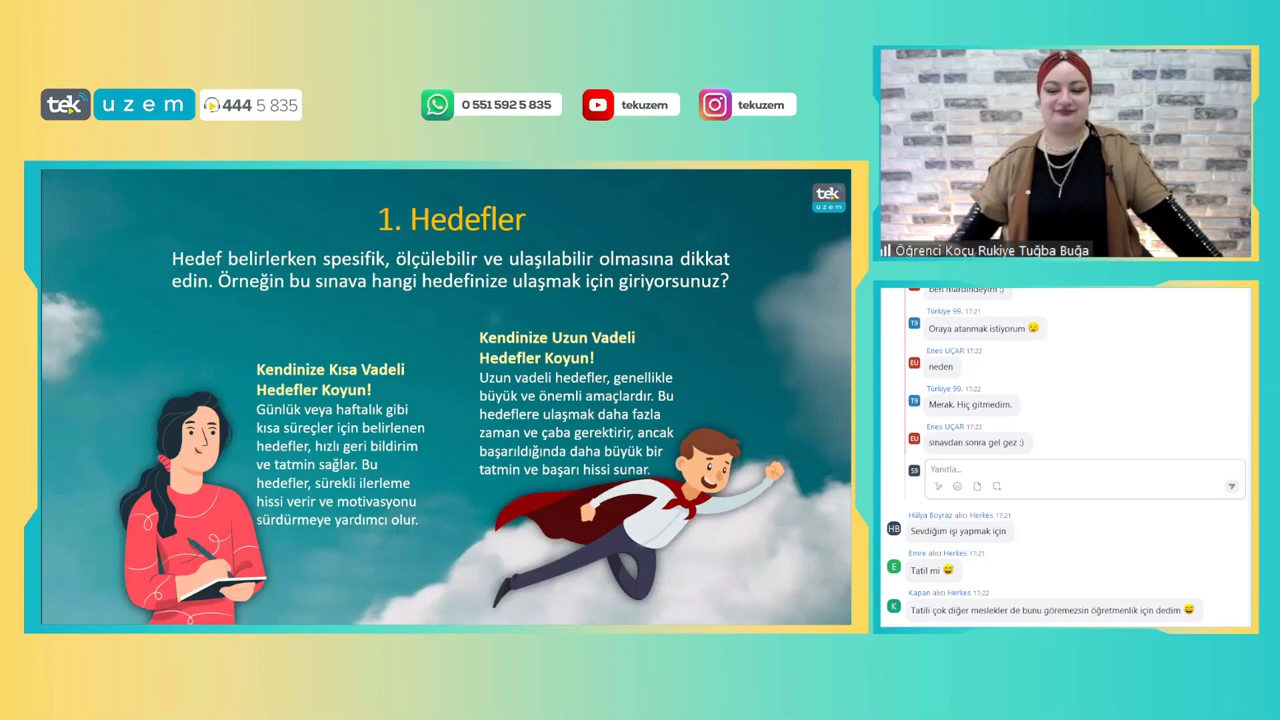 tek uzem 444 5 835
0 551 592 5 835
tekuzem
tekuzem
tek
uzem
1. Hedefler
Hedef belirlerken spesifik, ölçülebilir ve ulaşılabilir olmasına dikkat
edin. Örneğin bu sınava hangi hedefinize ulaşmak için giriyorsunuz?
Kendinize Kısa Vadeli
Hedefler Koyun!
Günlük veya haftalık gibi
kısa süreçler için belirlenen
hedefler, hızlı geri bildirim
ve tatmin sağlar. Bu
hedefler, sürekli ilerleme
hissi verir ve motivasyonu
sürdürmeye yardımcı olur.
Kendinize Uzun Vadeli
Hedefler Koyun!
Uzun vadeli hedefler, genellikle
büyük ve önemli amaçlardır. Bu
hedeflere ulaşmak daha fazla
zaman ve çaba gerektirir, ancak
başarıldığında daha büyük bir
tatmin ve başarı hissi sunar.
Öğrenci Koçu Rukiye Tuğba Buğa
ben mardindeyim :)
Türkiye 99. 17:21
T9
Oraya atanmak istiyorum
Enes UÇAR 17:22
EU
neden
Türkiye 99. 17:22
T9
Merak. Hiç gitmedim.
Enes UÇAR 17:23
EU
sınavdan sonra gel gez :)
S9
Yanıtla...
Hülya Boyraz alıcı Herkes 17:21
HB
Sevdiğim işi yapmak için
Emre alıcı Herkes 17:21
E
Tatil mi
Kapan alıcı Herkes 17:22
K
Tatili çok diğer meslekler de bunu göremezsin öğretmenlik için dedim